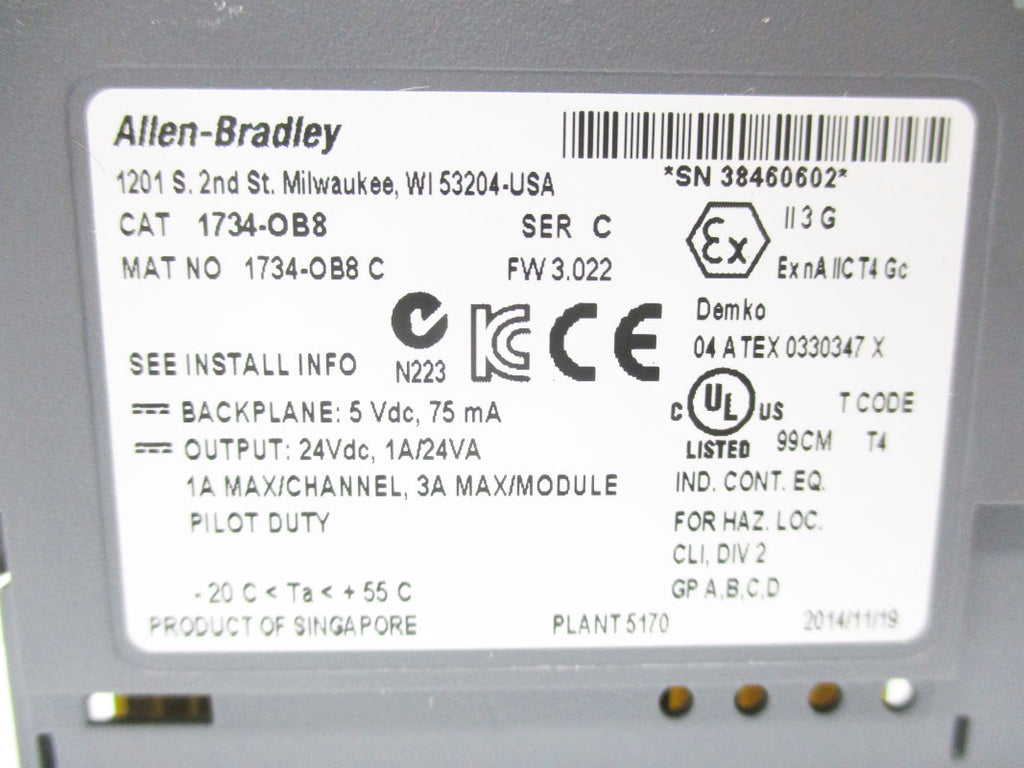 Allen-Bradley
1201 S. 2nd St. Milwaukee, WI 53204-USA
*SN 38460602*
CAT 1734-OB8 SER C
MAT NO 1734-OB8 C FW 3.022
Ex II 3 G
Ex nA IIC T4 Gc
Demko
04 ATEX 0330347 X
SEE INSTALL INFO
N223
KC CE
BACKPLANE: 5 Vdc, 75 mA
OUTPUT: 24Vdc, 1A/24VA
1A MAX/CHANNEL, 3A MAX/MODULE
PILOT DUTY
C UL US T CODE
LISTED 99CM T4
IND. CONT. EQ.
FOR HAZ. LOC.
CLI, DIV 2
GP A,B,C,D
- 20 C < Ta < + 55 C
PRODUCT OF SINGAPORE PLANT 5170 2014/11/19